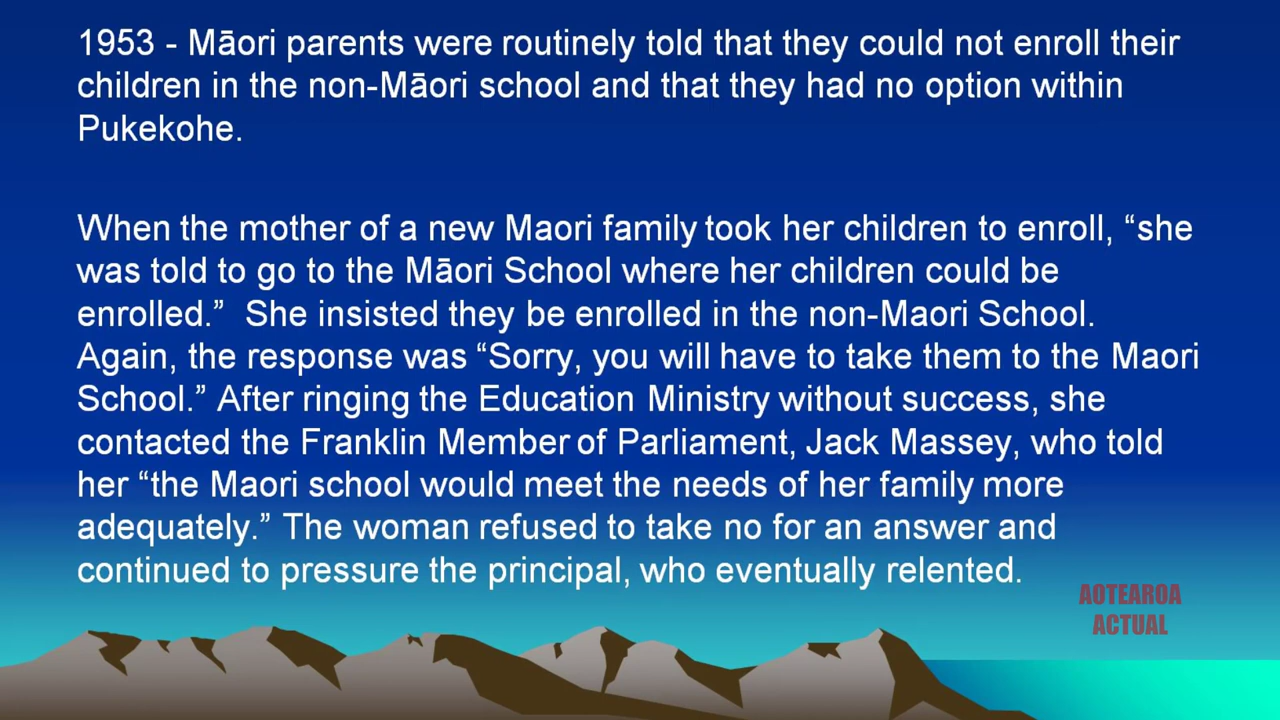 1953 - Māori parents were routinely told that they could not enroll their
children in the non-Māori school and that they had no option within
Pukekohe.
When the mother of a new Maori family took her children to enroll, “she
was told to go to the Māori School where her children could be
enrolled.”  She insisted they be enrolled in the non-Maori School.
Again, the response was “Sorry, you will have to take them to the Maori
School.” After ringing the Education Ministry without success, she
contacted the Franklin Member of Parliament, Jack Massey, who told
her “the Maori school would meet the needs of her family more
adequately.” The woman refused to take no for an answer and
continued to pressure the principal, who eventually relented.
AOTEAROA
ACTUAL